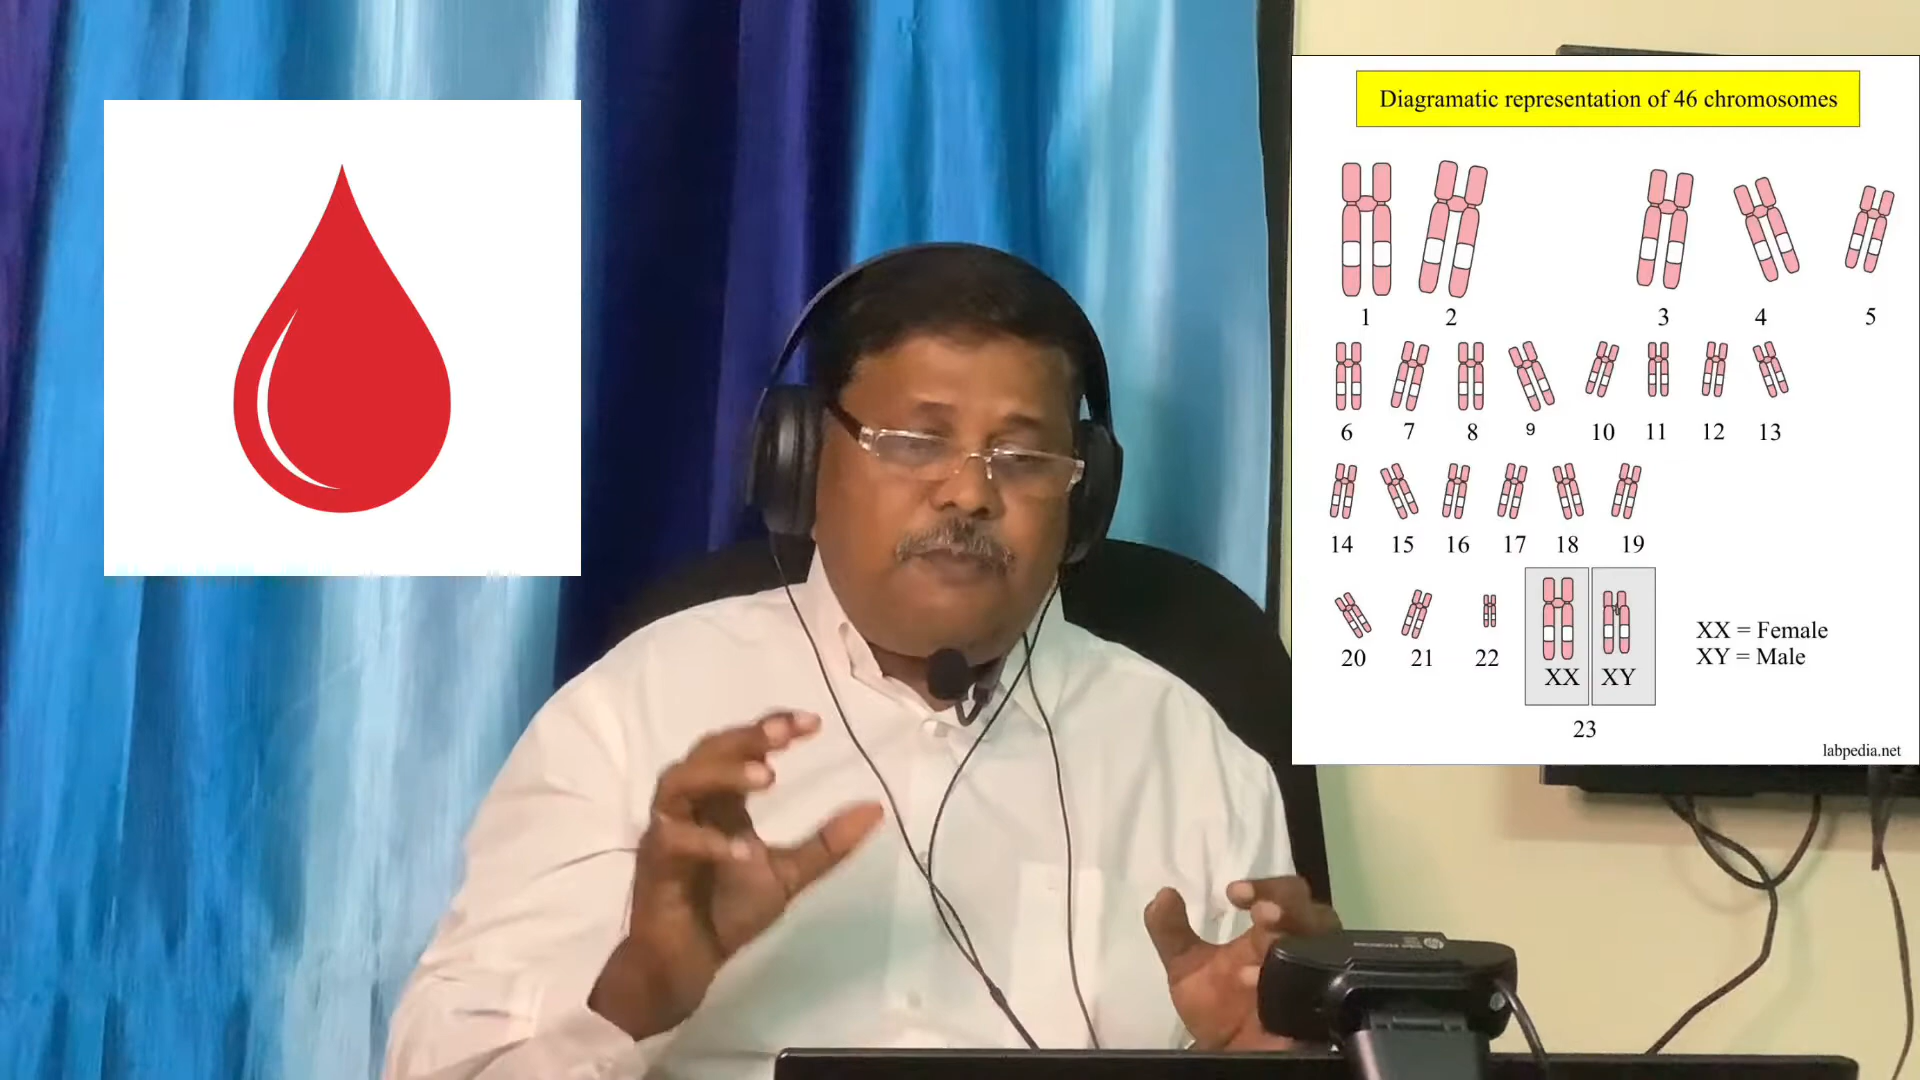 Diagramatic representation of 46 chromosomes
1 2 3 4 5
6 7 8 9 10 11 12 13
14 15 16 17 18 19
20 21 22
XX XY
23
XX = Female
XY = Male
labpedia.net